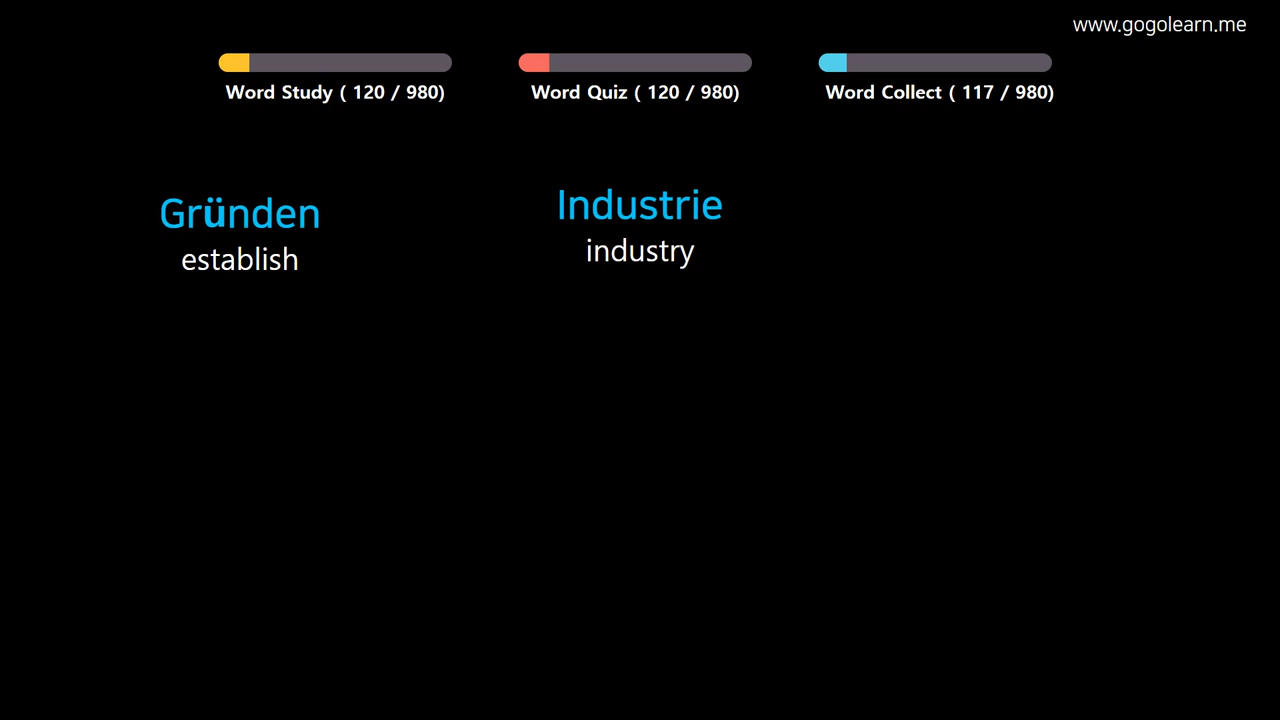 www.gogolearn.me
Word Study ( 120 / 980)
Word Quiz ( 120 / 980)
Word Collect ( 117 / 980)
Gründen
establish
Industrie
industry